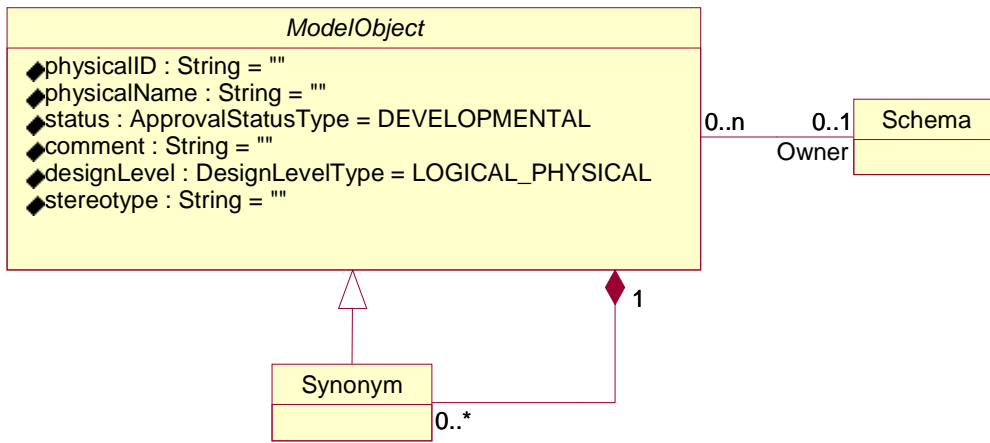 ModelObject
physicalID : String = ""
physicalName : String = ""
status : ApprovalStatusType = DEVELOPMENTAL
comment : String = ""
designLevel : DesignLevelType = LOGICAL_PHYSICAL
stereotype : String = ""
0..n
0..1
Owner
Schema
1
Synonym
0..*